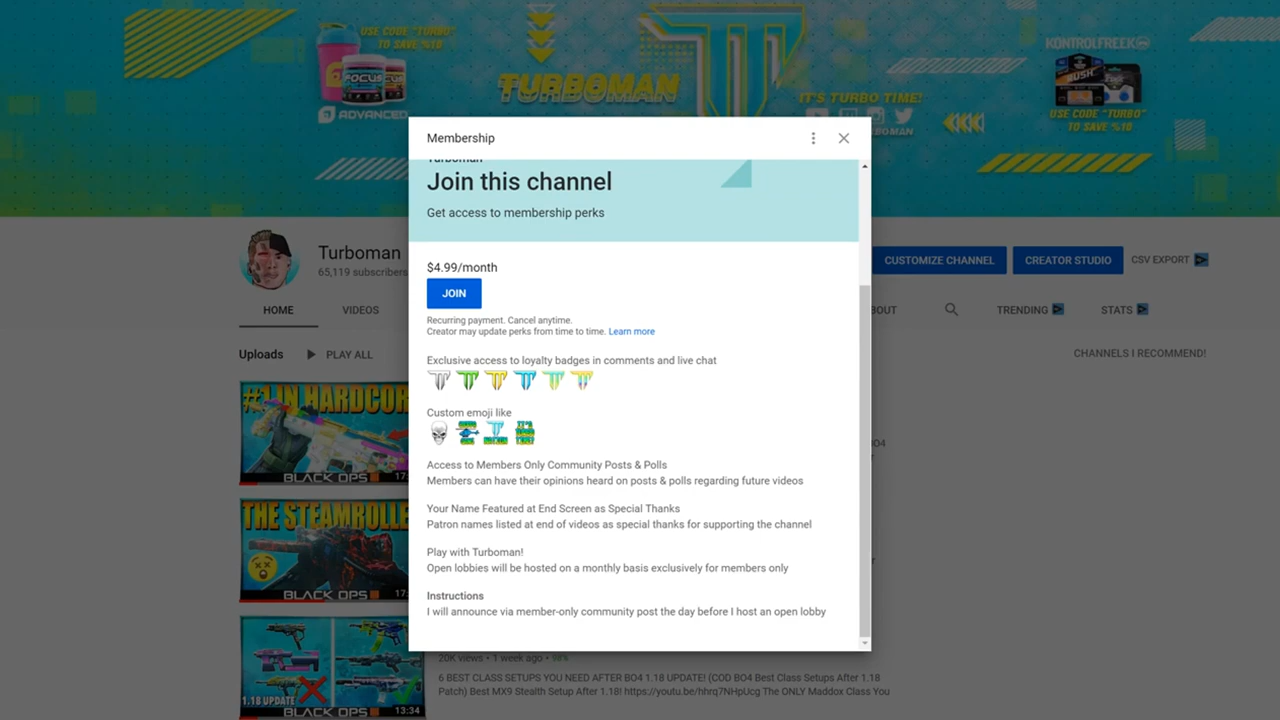 USE CODE "TURBO"
TO SAVE %10
FOCUS
ADVANCED
TURBOMAN
IT'S TURBO TIME!
KONTROLFREEK
RUSH
USE CODE "TURBO"
TO SAVE %10
Membership
Turboman
Join this channel
Get access to membership perks
$4.99/month
JOIN
Recurring payment. Cancel anytime.
Creator may update perks from time to time. Learn more
Exclusive access to loyalty badges in comments and live chat
Custom emoji like
Access to Members Only Community Posts & Polls
Members can have their opinions heard on posts & polls regarding future videos
Your Name Featured at End Screen as Special Thanks
Patron names listed at end of videos as special thanks for supporting the channel
Play with Turboman!
Open lobbies will be hosted on a monthly basis exclusively for members only
Instructions
I will announce via member-only community post the day before I host an open lobby
Turboman
65,119 subscribers
CUSTOMIZE CHANNEL
CREATOR STUDIO
CSV EXPORT
HOME
VIDEOS
BOUT
TRENDING
STATS
Uploads
PLAY ALL
CHANNELS I RECOMMEND!
#1 IN HARDCOR
BLACK OPS
17:
THE STEAMROLLE
BLACK OPS
17:
1.18 UPDATE!
BLACK OPS
13:34
20K views • 1 week ago • 98%
6 BEST CLASS SETUPS YOU NEED AFTER BO4 1.18 UPDATE! (COD BO4 Best Class Setups After 1.18
Patch) Best MX9 Stealth Setup After 1.18! https://youtu.be/hhrq7NHpUcg The ONLY Maddox Class You